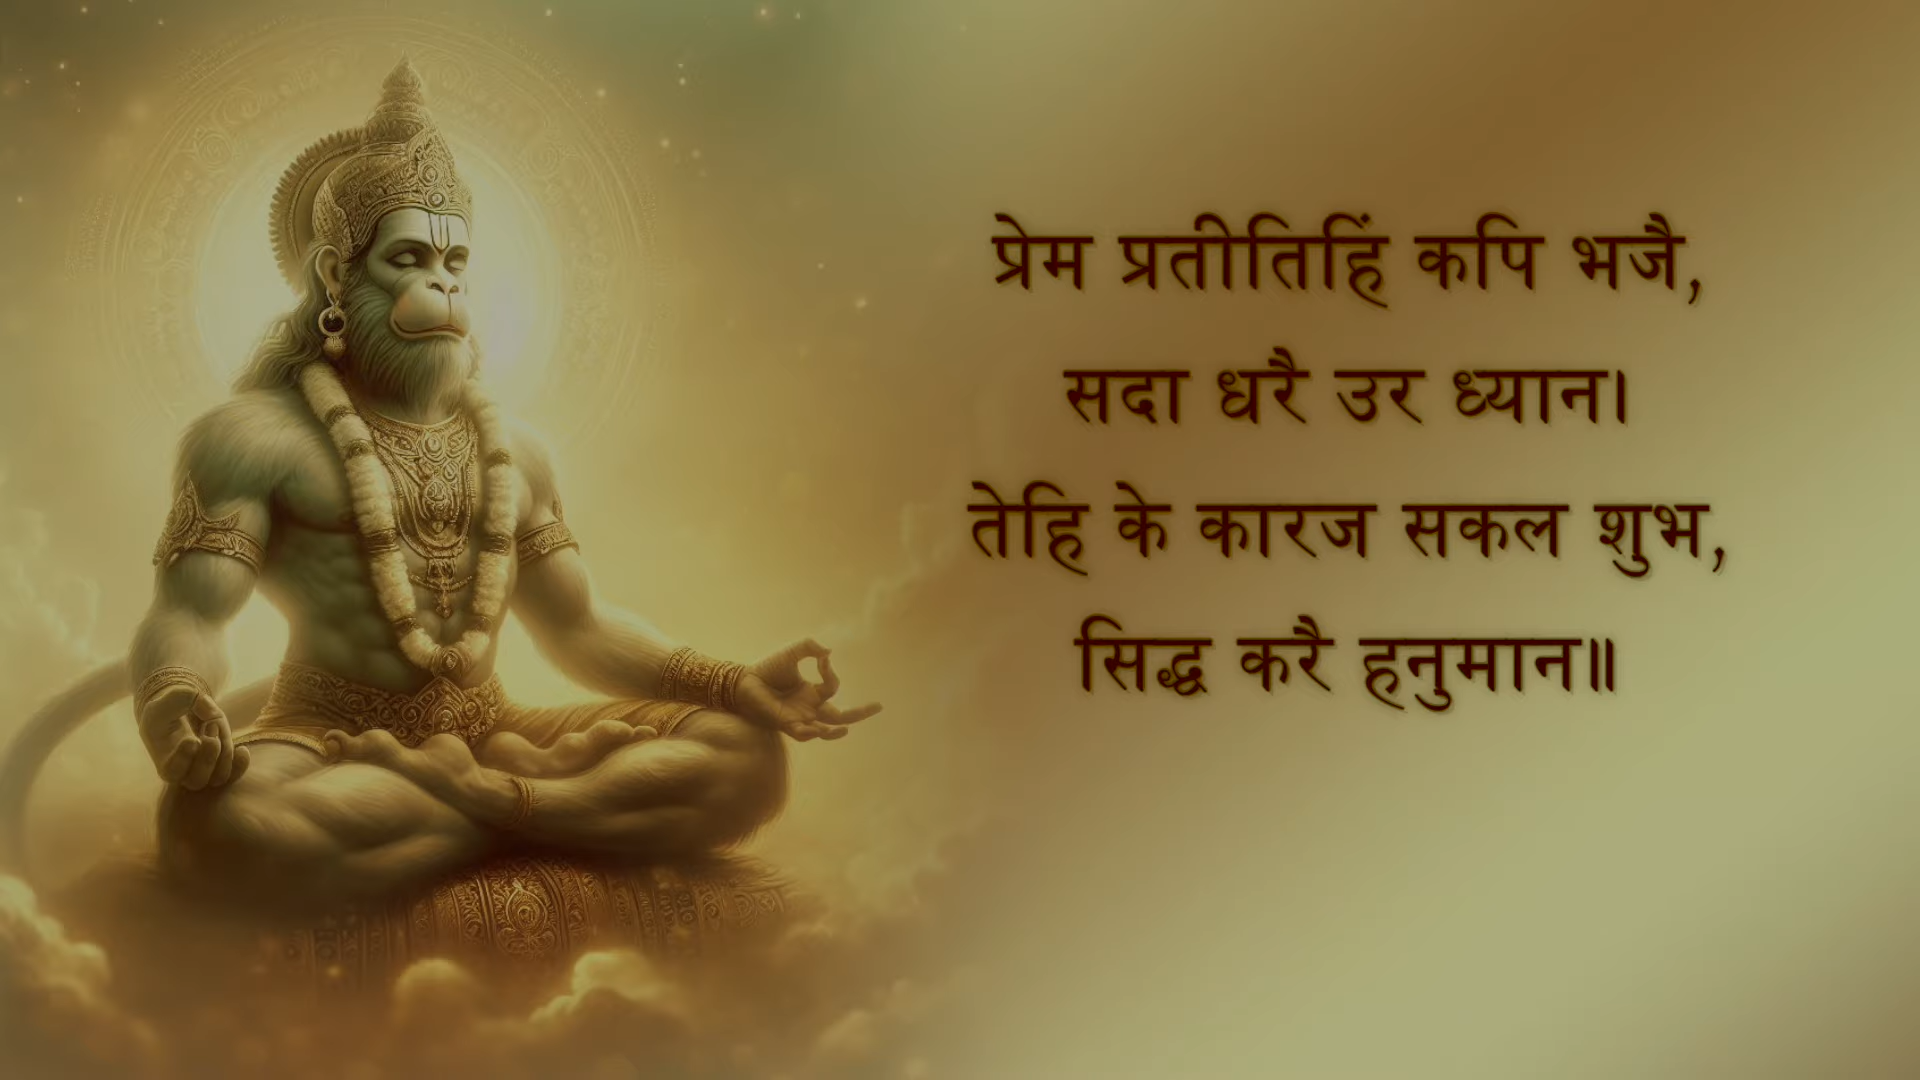 प्रेम प्रतीतिहिं कपि भजै,
सदा धरै उर ध्यान।
तेहि के कारज सकल शुभ,
सिद्ध करै हनुमान॥